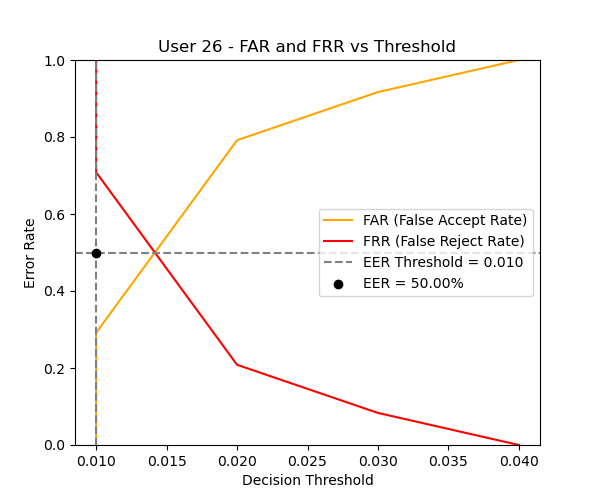 User 26 - FAR and FRR vs Threshold
1.0
0.8
0.6
0.4
0.2
0.0
Error Rate
FAR (False Accept Rate)
FRR (False Reject Rate)
EER Threshold = 0.010
EER = 50.00%
0.010 0.015 0.020 0.025 0.030 0.035 0.040
Decision Threshold